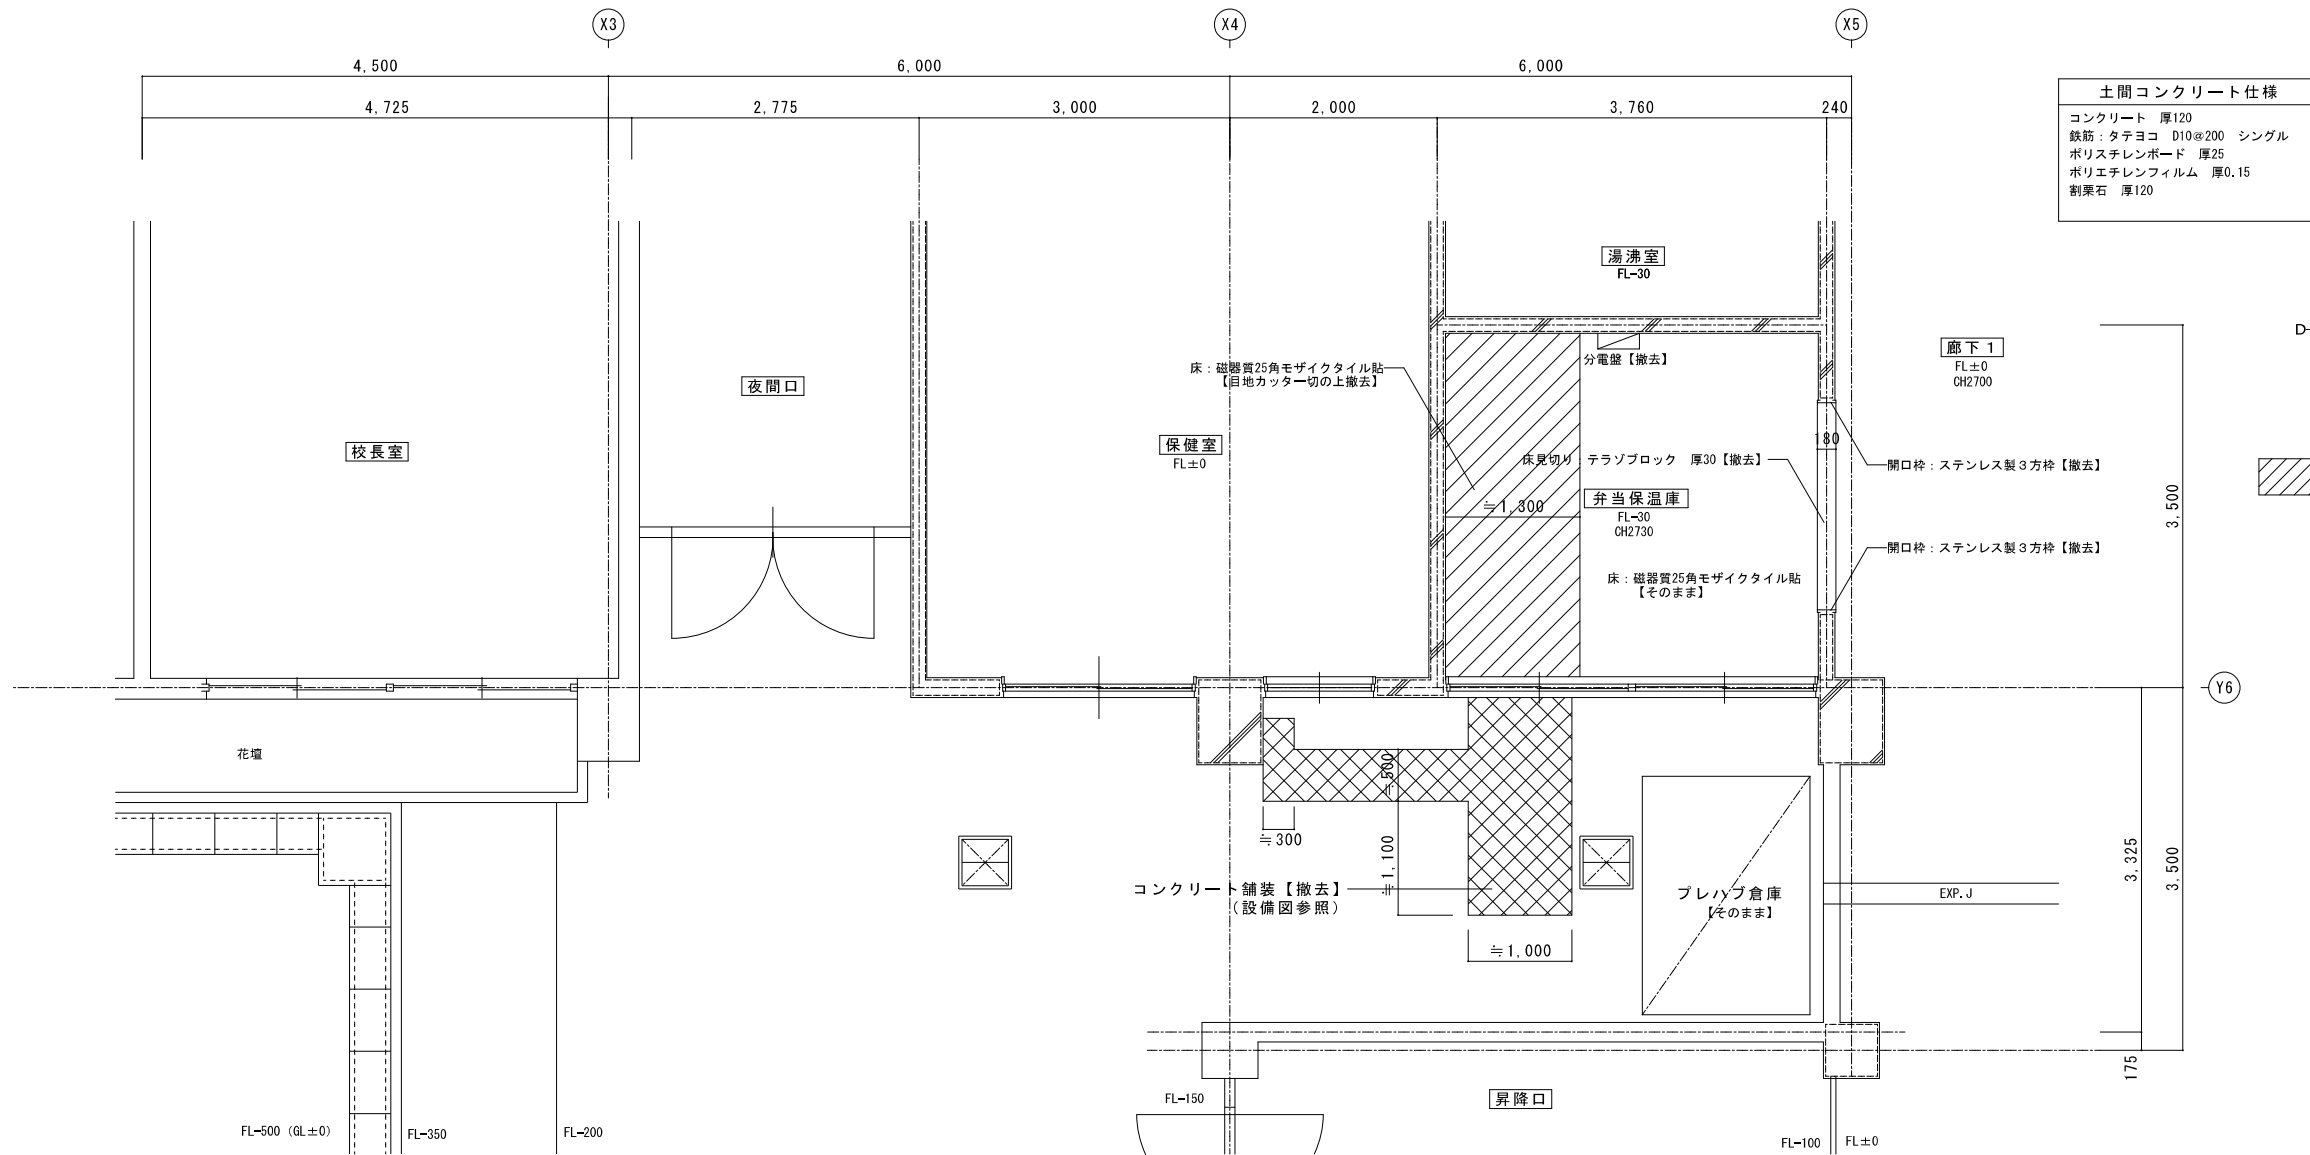 X3
X4
X5
4,500
6,000
6,000
4,725
2,775
3,000
2,000
3,760
240
土間コンクリート仕様
コンクリート 厚120
鉄筋：タテヨコ D10@200 シングル
ポリスチレンボード 厚25
ポリエチレンフィルム 厚0.15
割栗石 厚120
湯沸室
FL-30
D-
廊下１
FL±0
CH2700
分電盤【撤去】
床：磁器質25角モザイクタイル貼
【目地カッター切の上撤去】
夜間口
校長室
保健室
FL±0
180
床見切り：テラゾブロック 厚30【撤去】
開口枠：ステンレス製３方枠【撤去】
弁当保温庫
FL-30
CH2730
≒1,300
3,500
開口枠：ステンレス製３方枠【撤去】
床：磁器質25角モザイクタイル貼
【そのまま】
Y6
花壇
≒500
≒300
≒1,100
コンクリート舗装【撤去】
（設備図参照）
≒1,000
プレハブ倉庫
【そのまま】
EXP.J
3,325
3,500
175
昇降口
FL-150
FL-500 (GL±0)
FL-350
FL-200
FL-100
FL±0